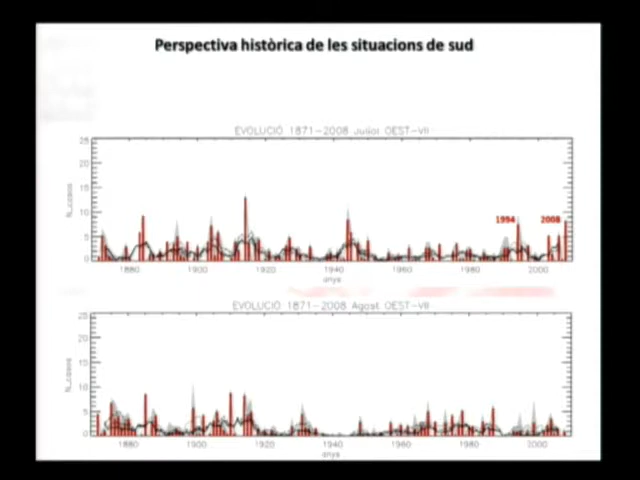 Perspectiva històrica de les situacions de sud
EVOLUCIÓ 1871-2008 Juliol OEST-VII
25
20
15
10
5
0
N_casos
1994
2008
1880 1900 1920 1940 1960 1980 2000
anys
EVOLUCIÓ 1871-2008 Agost OEST-VII
25
20
15
10
5
0
N_casos
1880 1900 1920 1940 1960 1980 2000
anys